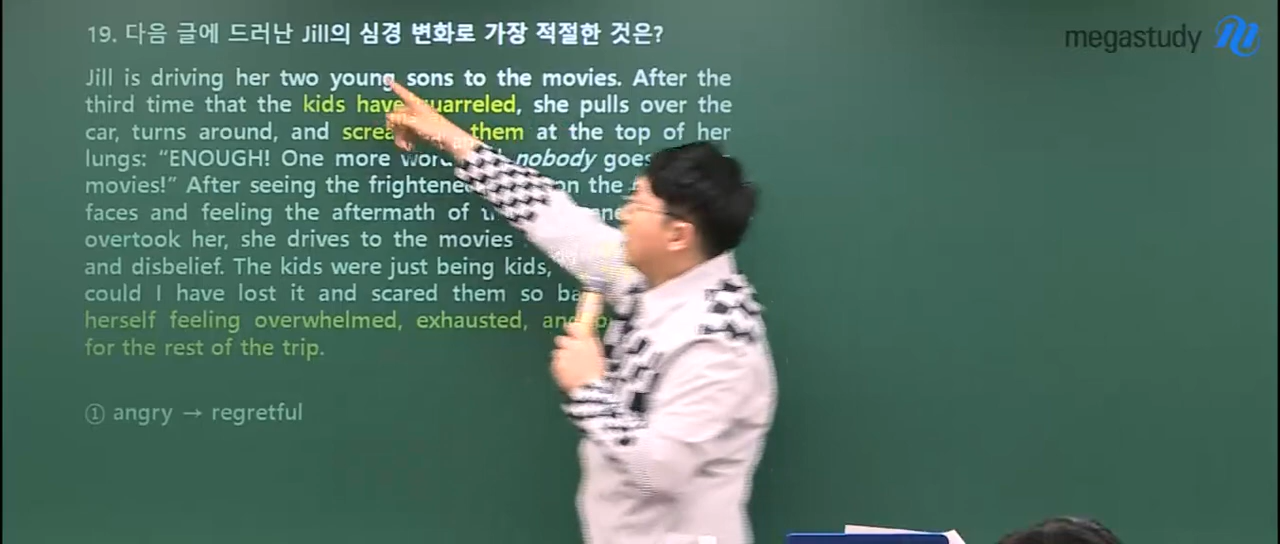 19. 다음 글에 드러난 Jill의 심경 변화로 가장 적절한 것은?
megastudy
Jill is driving her two young sons to the movies. After the
third time that the kids have quarreled, she pulls over the
car, turns around, and them at the top of her
lungs: “ENOUGH! One more nobody goes
movies!” After seeing the on the
faces and feeling the aftermath of
overtook her, she drives to the movies
and disbelief. The kids were just being kids,
could I have lost it and scared them so
herself feeling overwhelmed, exhausted,
for the rest of the trip.
① angry → regretful